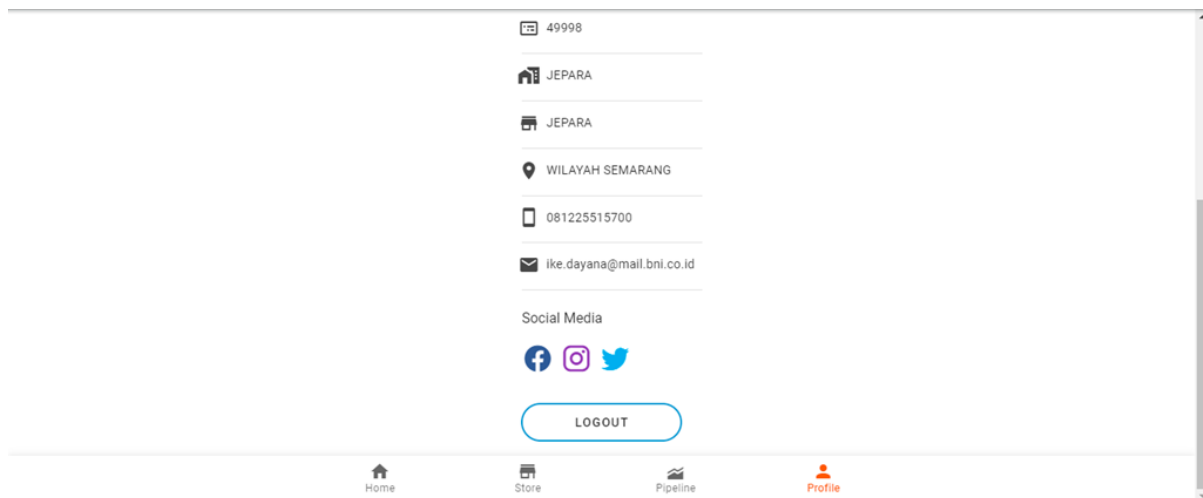 49998
JEPARA
JEPARA
WILAYAH SEMARANG
081225515700
ike.dayana@mail.bni.co.id
Social Media
LOGOUT
Home
Store
Pipeline
Profile